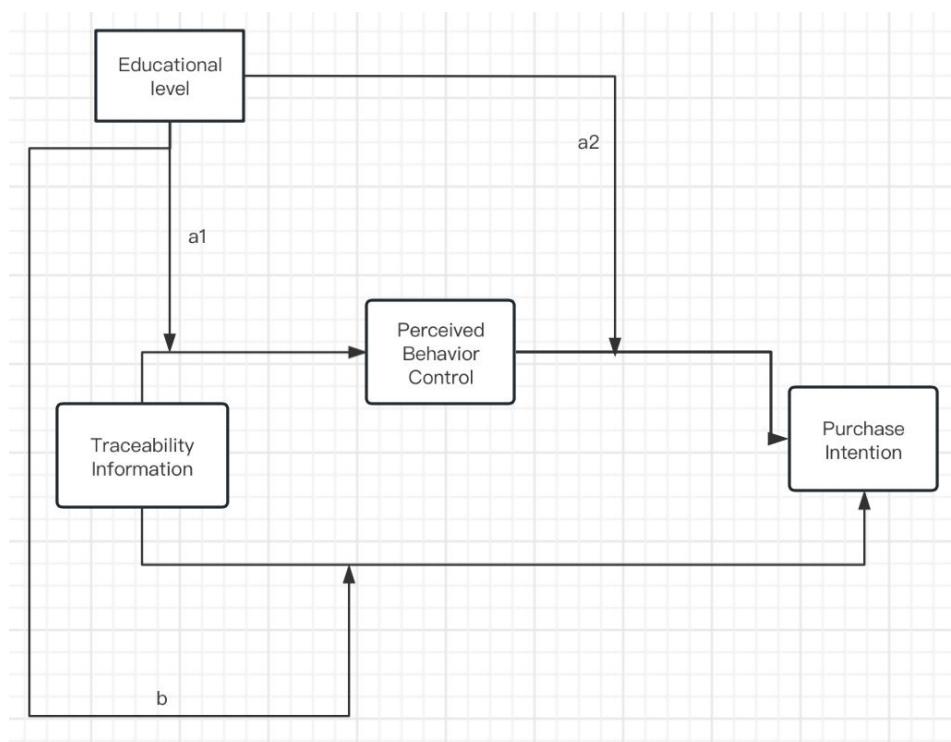 Educational
level
a2
a1
Perceived
Behavior
Control
Traceability
Information
Purchase
Intention
b